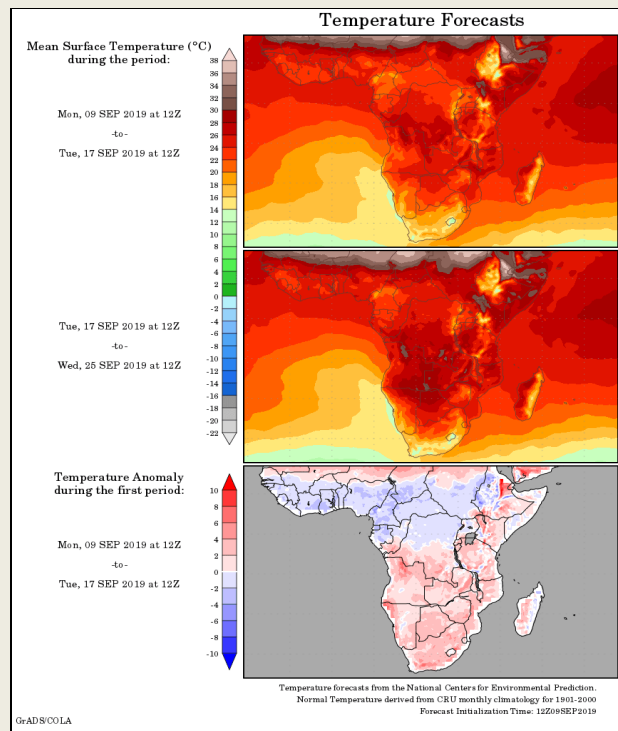 Temperature Forecasts
Mean Surface Temperature (°C)
during the period:
Mon, 09 SEP 2019 at 12Z
-to-
Tue, 17 SEP 2019 at 12Z
38
36
34
32
30
28
26
24
22
20
18
16
14
12
10
8
6
4
2
0
-2
-4
-6
-8
-10
-12
-14
-16
-18
-20
-22
Tue, 17 SEP 2019 at 12Z
-to-
Wed, 25 SEP 2019 at 12Z
Temperature Anomaly
during the first period:
Mon, 09 SEP 2019 at 12Z
-to-
Tue, 17 SEP 2019 at 12Z
10
8
6
4
2
0
-2
-4
-6
-8
-10
Temperature forecasts from the National Centers for Environmental Prediction.
Normal Temperature derived from CRU monthly climatology for 1901-2000
Forecast Initialization Time: 12Z09SEP2019
GrADS/COLA